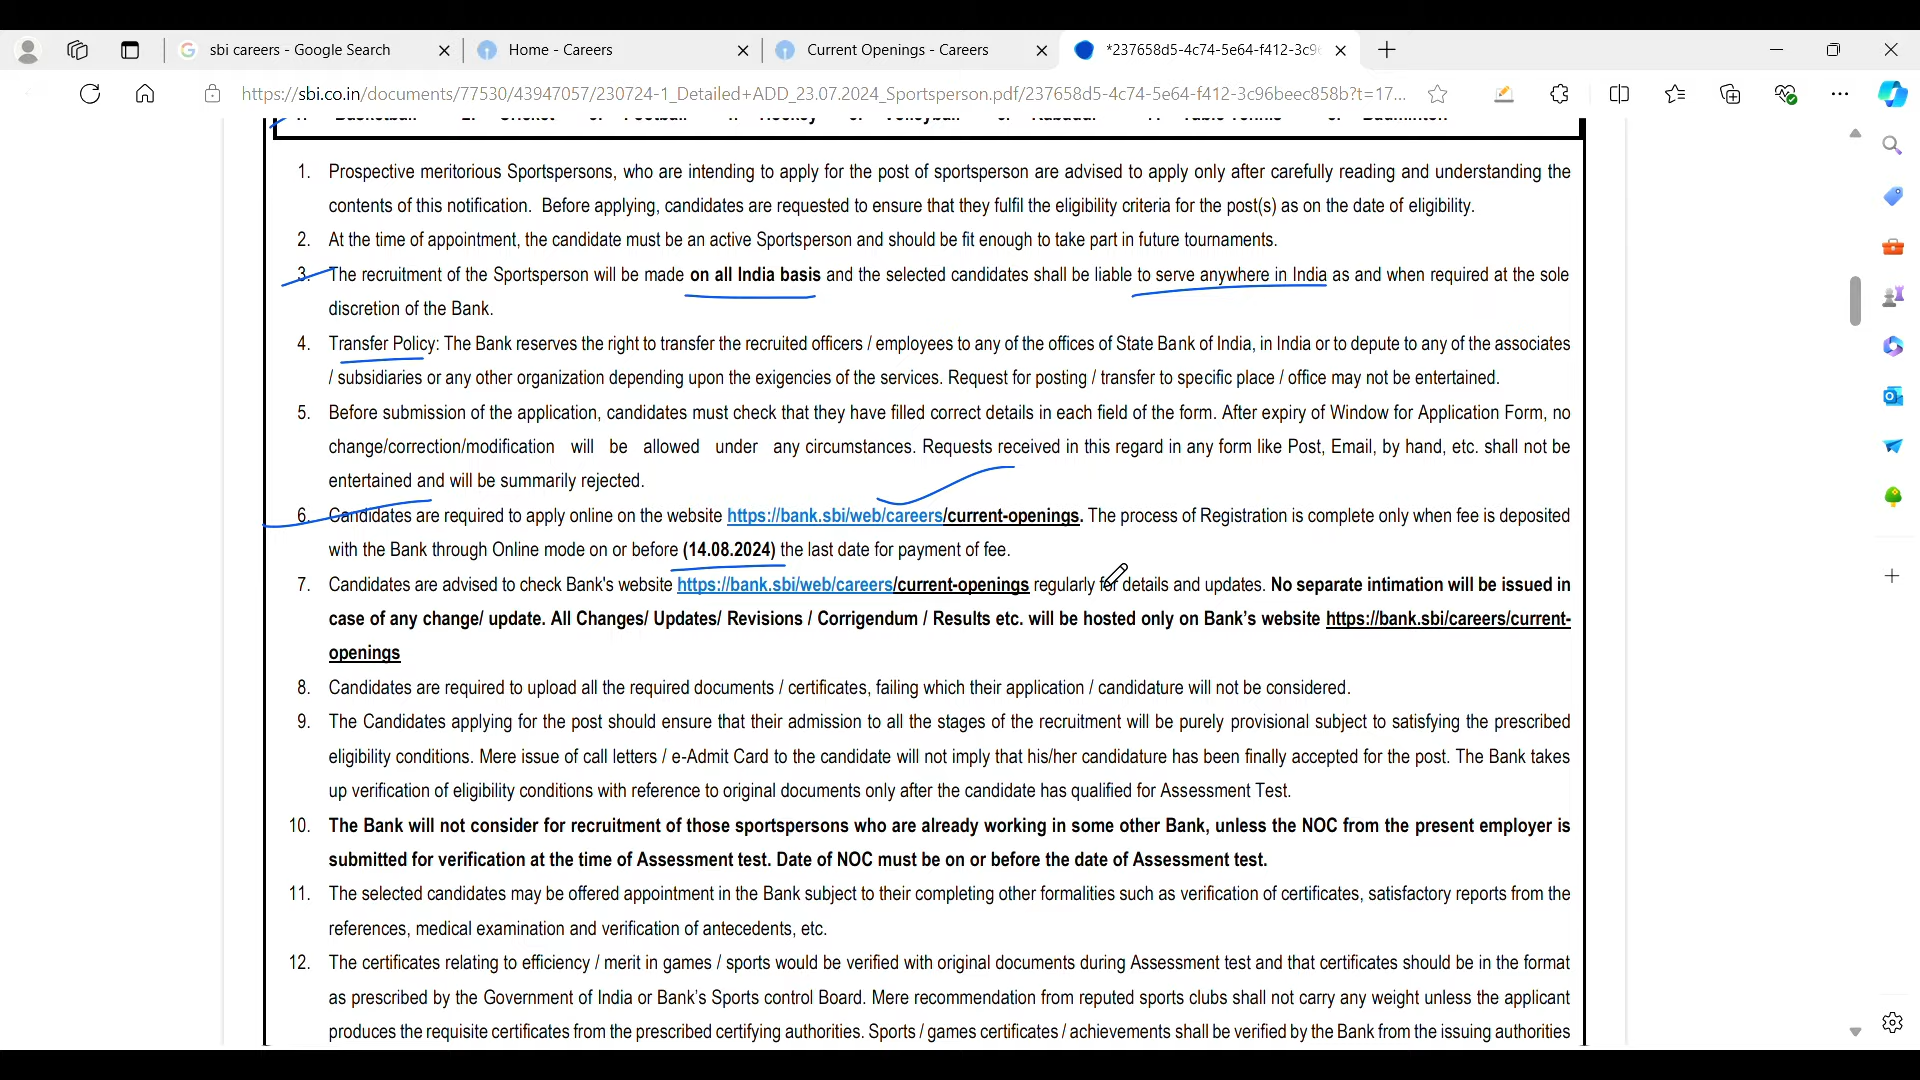 sbi careers - Google Search
Home - Careers
Current Openings - Careers
*237658d5-4c74-5e64-f412-3c9
https://sbi.co.in/documents/77530/43947057/230724-1_Detailed+ADD_23.07.2024_Sportsperson.pdf/237658d5-4c74-5e64-f412-3c96beec858b?t=17...
1. Basketball 2. Cricket 3. Football 4. Hockey 5. Volleyball 6. Kabaddi 7. Table Tennis 8. Badminton
1. Prospective meritorious Sportspersons, who are intending to apply for the post of sportsperson are advised to apply only after carefully reading and understanding the
contents of this notification. Before applying, candidates are requested to ensure that they fulfil the eligibility criteria for the post(s) as on the date of eligibility.
2. At the time of appointment, the candidate must be an active Sportsperson and should be fit enough to take part in future tournaments.
3. The recruitment of the Sportsperson will be made on all India basis and the selected candidates shall be liable to serve anywhere in India as and when required at the sole
discretion of the Bank.
4. Transfer Policy: The Bank reserves the right to transfer the recruited officers / employees to any of the offices of State Bank of India, in India or to depute to any of the associates
/ subsidiaries or any other organization depending upon the exigencies of the services. Request for posting / transfer to specific place / office may not be entertained.
5. Before submission of the application, candidates must check that they have filled correct details in each field of the form. After expiry of Window for Application Form, no
change/correction/modification will be allowed under any circumstances. Requests received in this regard in any form like Post, Email, by hand, etc. shall not be
entertained and will be summarily rejected.
6. Candidates are required to apply online on the website https://bank.sbi/web/careers/current-openings. The process of Registration is complete only when fee is deposited
with the Bank through Online mode on or before (14.08.2024) the last date for payment of fee.
7. Candidates are advised to check Bank's website https://bank.sbi/web/careers/current-openings regularly for details and updates. No separate intimation will be issued in
case of any change/ update. All Changes/ Updates/ Revisions / Corrigendum / Results etc. will be hosted only on Bank's website https://bank.sbi/careers/current-
openings
8. Candidates are required to upload all the required documents / certificates, failing which their application / candidature will not be considered.
9. The Candidates applying for the post should ensure that their admission to all the stages of the recruitment will be purely provisional subject to satisfying the prescribed
eligibility conditions. Mere issue of call letters / e-Admit Card to the candidate will not imply that his/her candidature has been finally accepted for the post. The Bank takes
up verification of eligibility conditions with reference to original documents only after the candidate has qualified for Assessment Test.
10. The Bank will not consider for recruitment of those sportspersons who are already working in some other Bank, unless the NOC from the present employer is
submitted for verification at the time of Assessment test. Date of NOC must be on or before the date of Assessment test.
11. The selected candidates may be offered appointment in the Bank subject to their completing other formalities such as verification of certificates, satisfactory reports from the
references, medical examination and verification of antecedents, etc.
12. The certificates relating to efficiency / merit in games / sports would be verified with original documents during Assessment test and that certificates should be in the format
as prescribed by the Government of India or Bank's Sports control Board. Mere recommendation from reputed sports clubs shall not carry any weight unless the applicant
produces the requisite certificates from the prescribed certifying authorities. Sports / games certificates / achievements shall be verified by the Bank from the issuing authorities